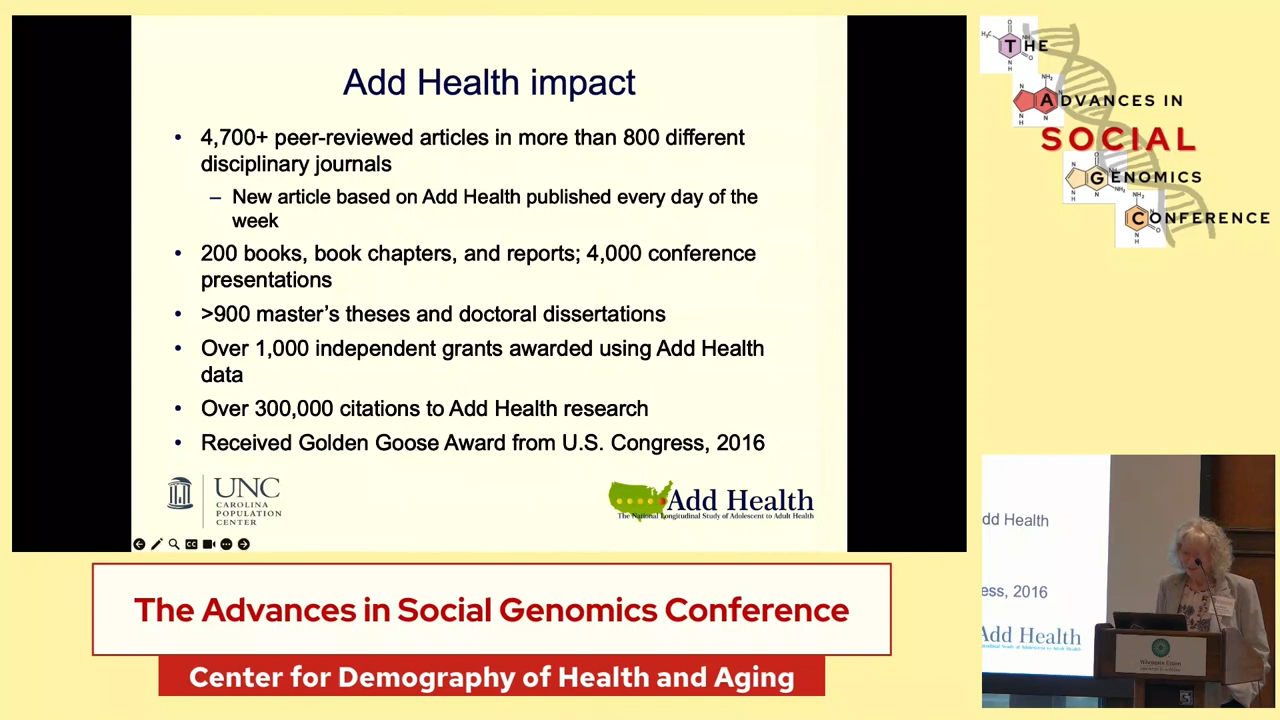 Add Health impact
• 4,700+ peer-reviewed articles in more than 800 different
disciplinary journals
– New article based on Add Health published every day of the
week
• 200 books, book chapters, and reports; 4,000 conference
presentations
• >900 master's theses and doctoral dissertations
• Over 1,000 independent grants awarded using Add Health
data
• Over 300,000 citations to Add Health research
• Received Golden Goose Award from U.S. Congress, 2016
UNC
CAROLINA
POPULATION
CENTER
Add Health
The National Longitudinal Study of Adolescent to Adult Health
CC
THE
ADVANCES IN
SOCIAL
GENOMICS
CONFERENCE
dd Health
ess, 2016
Add Health
The Advances in Social Genomics Conference
Center for Demography of Health and Aging